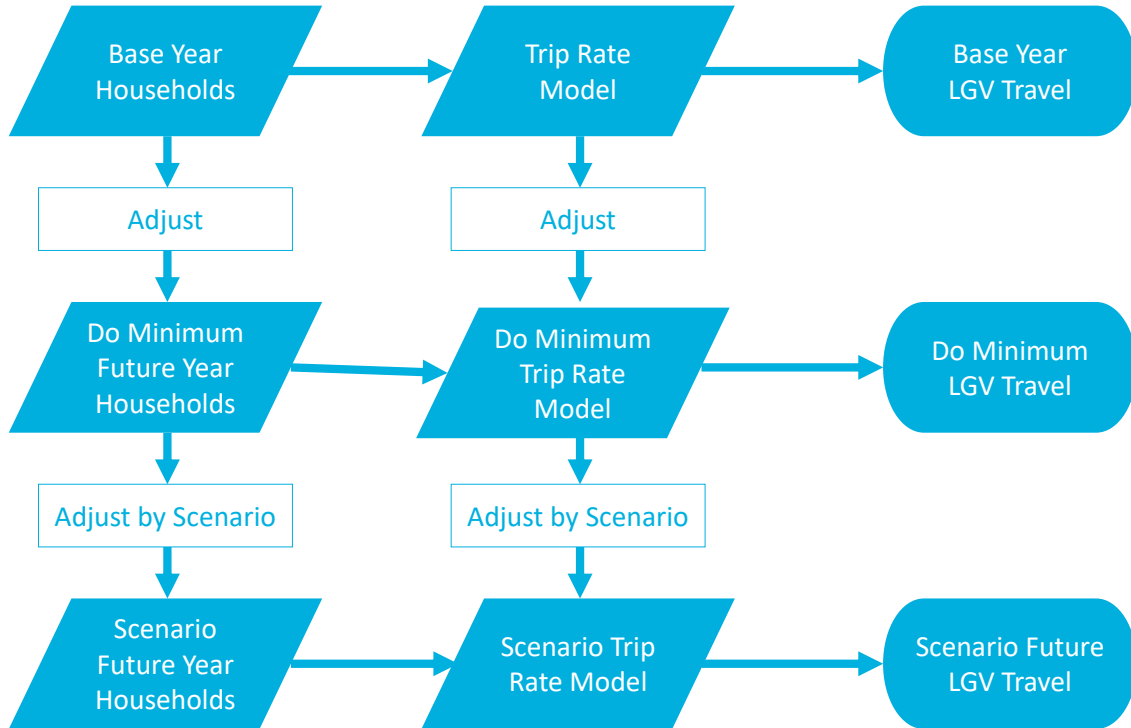 Base Year
Households
Trip Rate
Model
Base Year
LGV Travel
Adjust
Adjust
Do Minimum
Future Year
Households
Do Minimum
Trip Rate
Model
Do Minimum
LGV Travel
Adjust by Scenario
Adjust by Scenario
Scenario
Future Year
Households
Scenario Trip
Rate Model
Scenario Future
LGV Travel